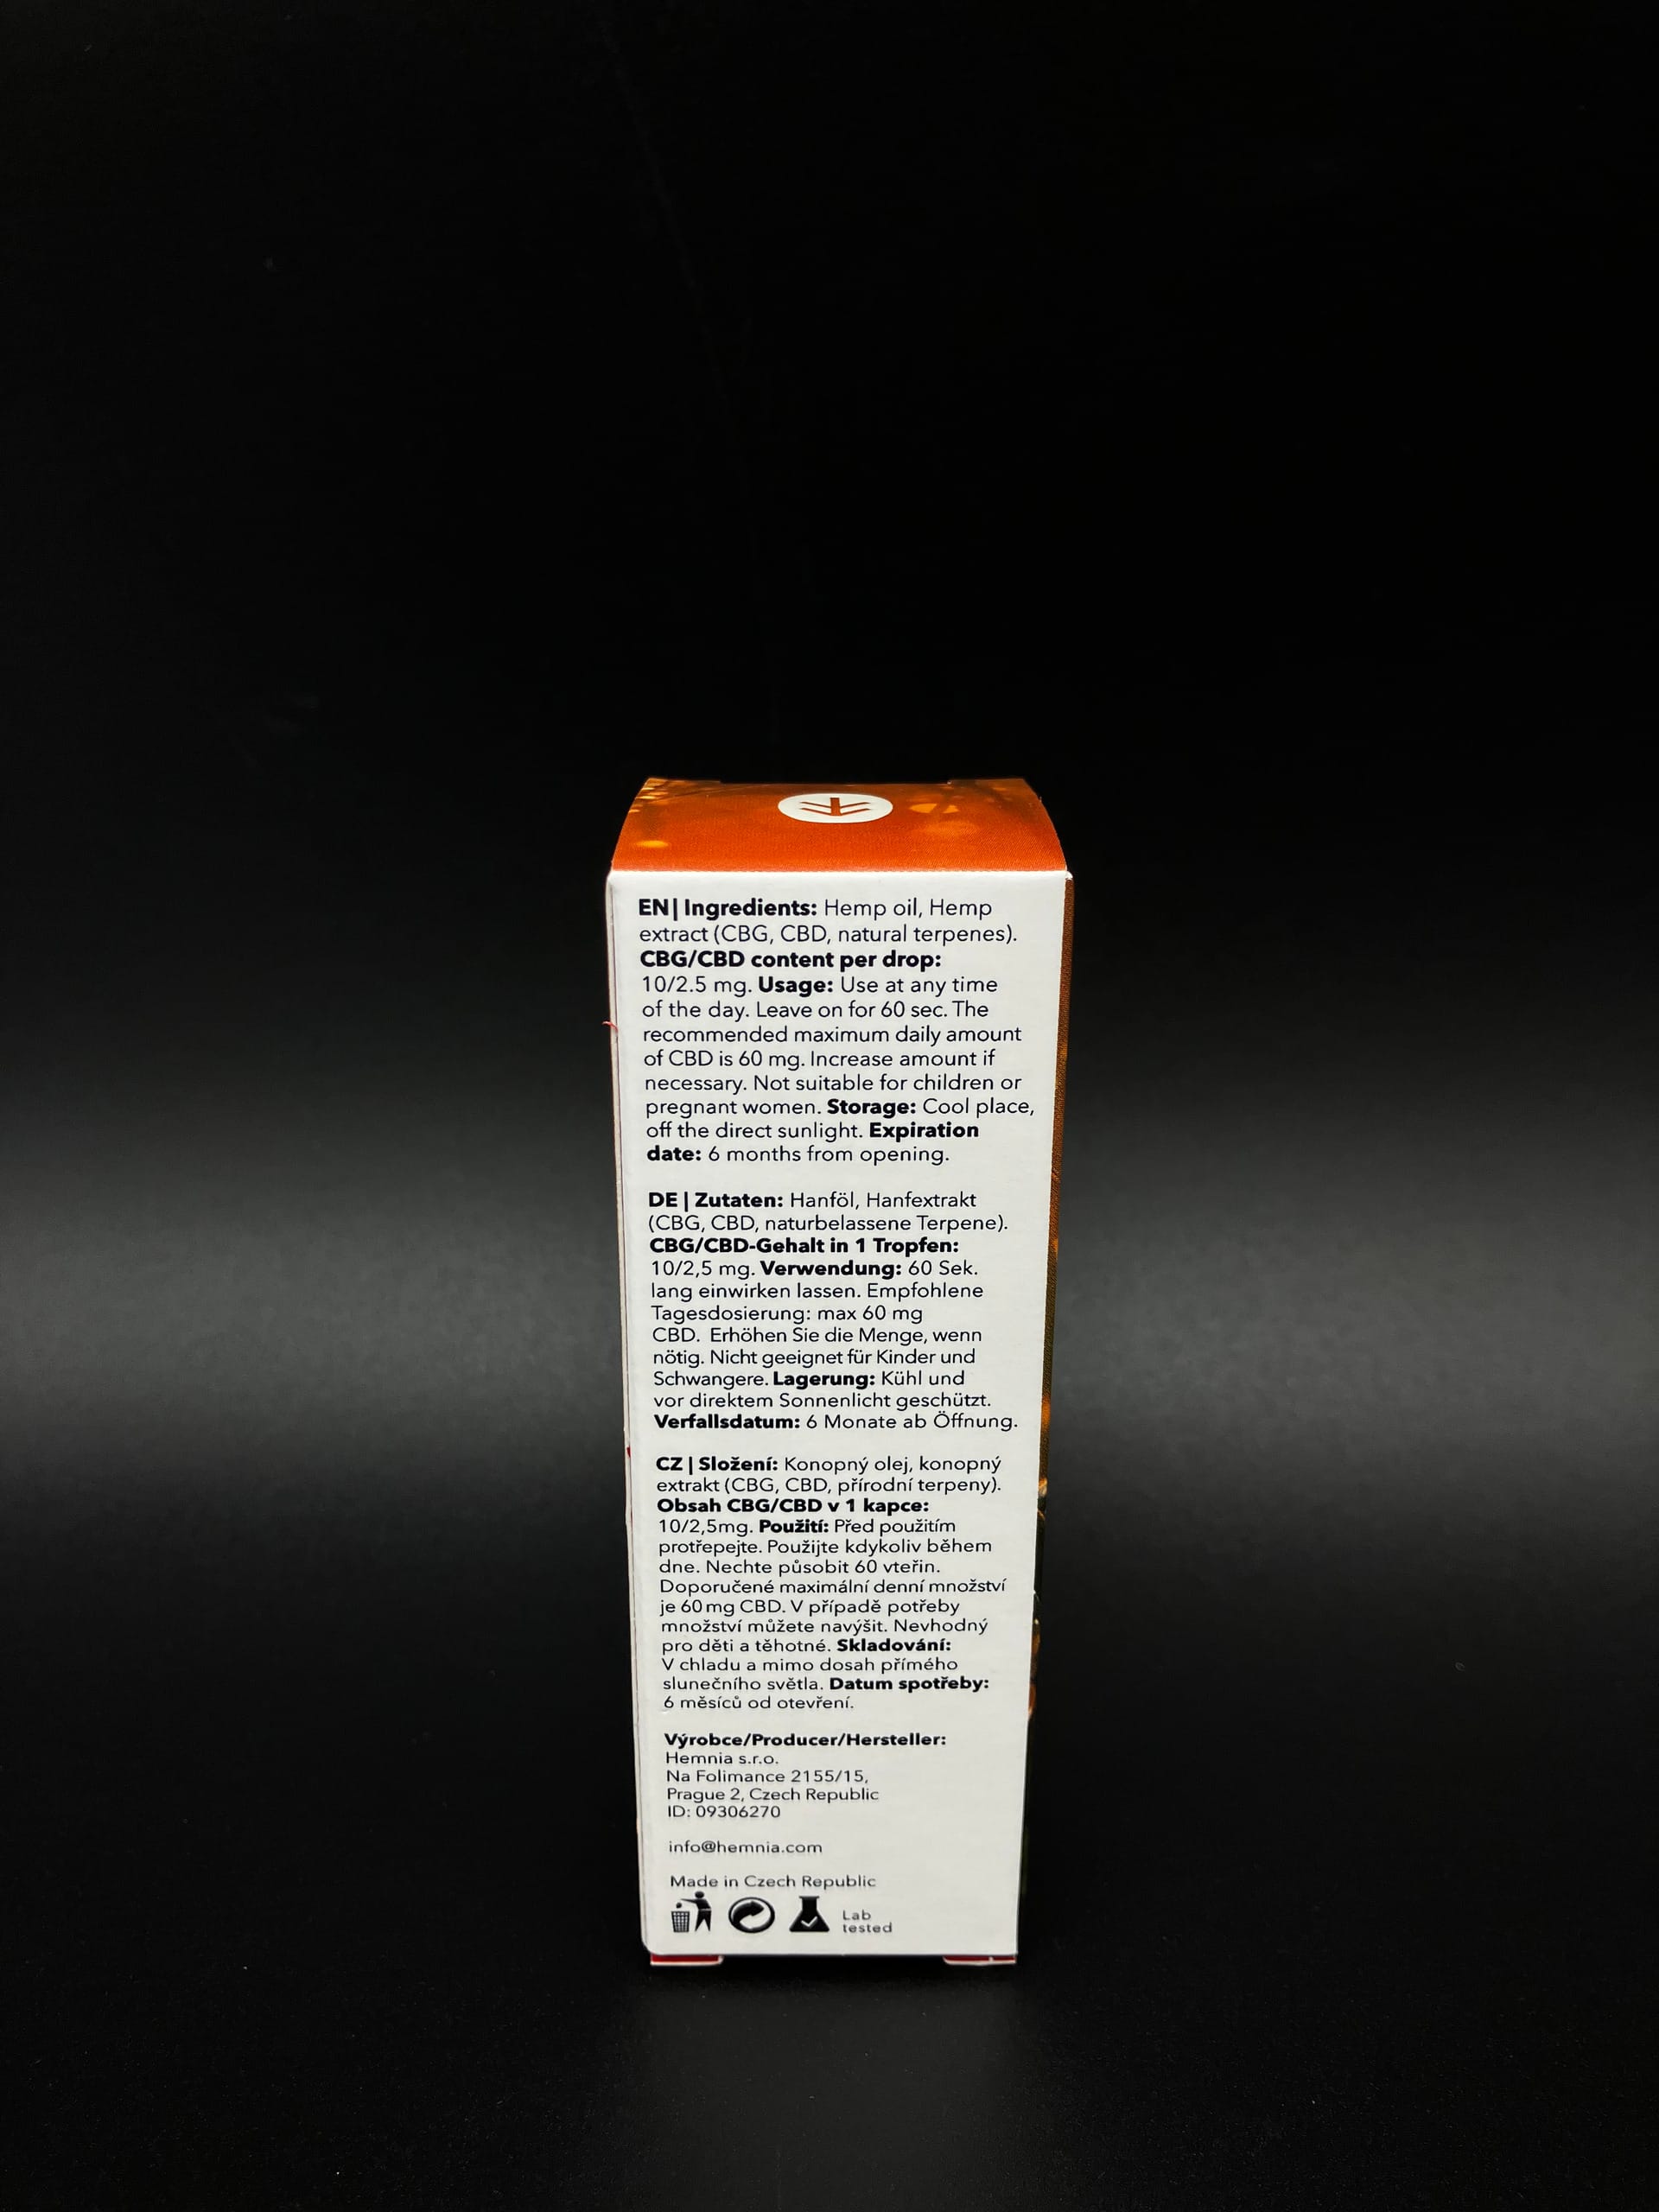 EN| Ingredients: Hemp oil, Hemp
extract (CBG, CBD, natural terpenes).
CBG/CBD content per drop:
10/2.5 mg. Usage: Use at any time
of the day. Leave on for 60 sec. The
recommended maximum daily amount
of CBD is 60 mg. Increase amount if
necessary. Not suitable for children or
pregnant women. Storage: Cool place,
off the direct sunlight. Expiration
date: 6 months from opening.
DE | Zutaten: Hanföl, Hanfextrakt
(CBG, CBD, naturbelassene Terpene).
CBG/CBD-Gehalt in 1 Tropfen:
10/2,5 mg. Verwendung: 60 Sek.
lang einwirken lassen. Empfohlene
Tagesdosierung: max 60 mg
CBD. Erhöhen Sie die Menge, wenn
nötig. Nicht geeignet für Kinder und
Schwangere. Lagerung: Kühl und
vor direktem Sonnenlicht geschützt.
Verfallsdatum: 6 Monate ab Öffnung.
CZ | Složení: Konopný olej, konopný
extrakt (CBG, CBD, přírodní terpeny).
Obsah CBG/CBD v 1 kapce:
10/2,5mg. Použití: Před použitím
protřepejte. Použijte kdykoliv během
dne. Nechte působit 60 vteřin.
Doporučené maximální denní množství
je 60 mg CBD. V případě potřeby
množství můžete navýšit. Nevhodný
pro děti a těhotné. Skladování:
V chladu a mimo dosah přímého
slunečního světla. Datum spotřeby:
6 měsíců od otevření.
Výrobce/Producer/Hersteller:
Hemnia s.r.o.
Na Folimance 2155/15,
Prague 2, Czech Republic
ID: 09306270
info@hemnia.com
Made in Czech Republic
Lab
tested